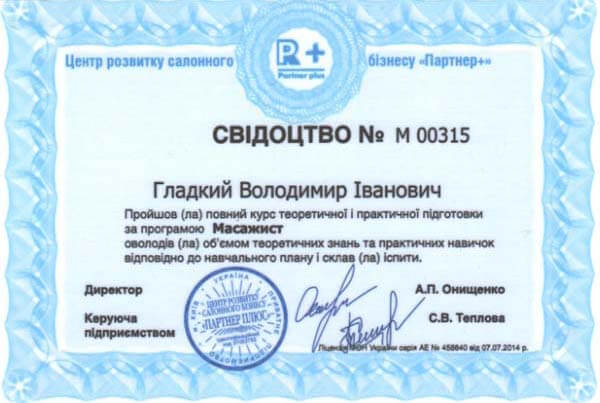 R +
Partner plus
Центр розвитку салонного бізнесу «Партнер+»
СВІДОЦТВО № М 00315
Гладкий Володимир Іванович
Пройшов (ла) повний курс теоретичної і практичної підготовки
за програмою Масажист
оволодів (ла) об'ємом теоретичних знань та практичних навичок
відповідно до навчального плану і склав (ла) іспити.
Директор А.П. Онищенко
Керуюча
підприємством С.В. Теплова
УКРАЇНА
ЦЕНТР РОЗВИТКУ
САЛОННОГО БІЗНЕСУ
"ПАРТНЕР ПЛЮС"
Ліцензія МОН України серія АЕ № 458640 від 07.07.2014 р.